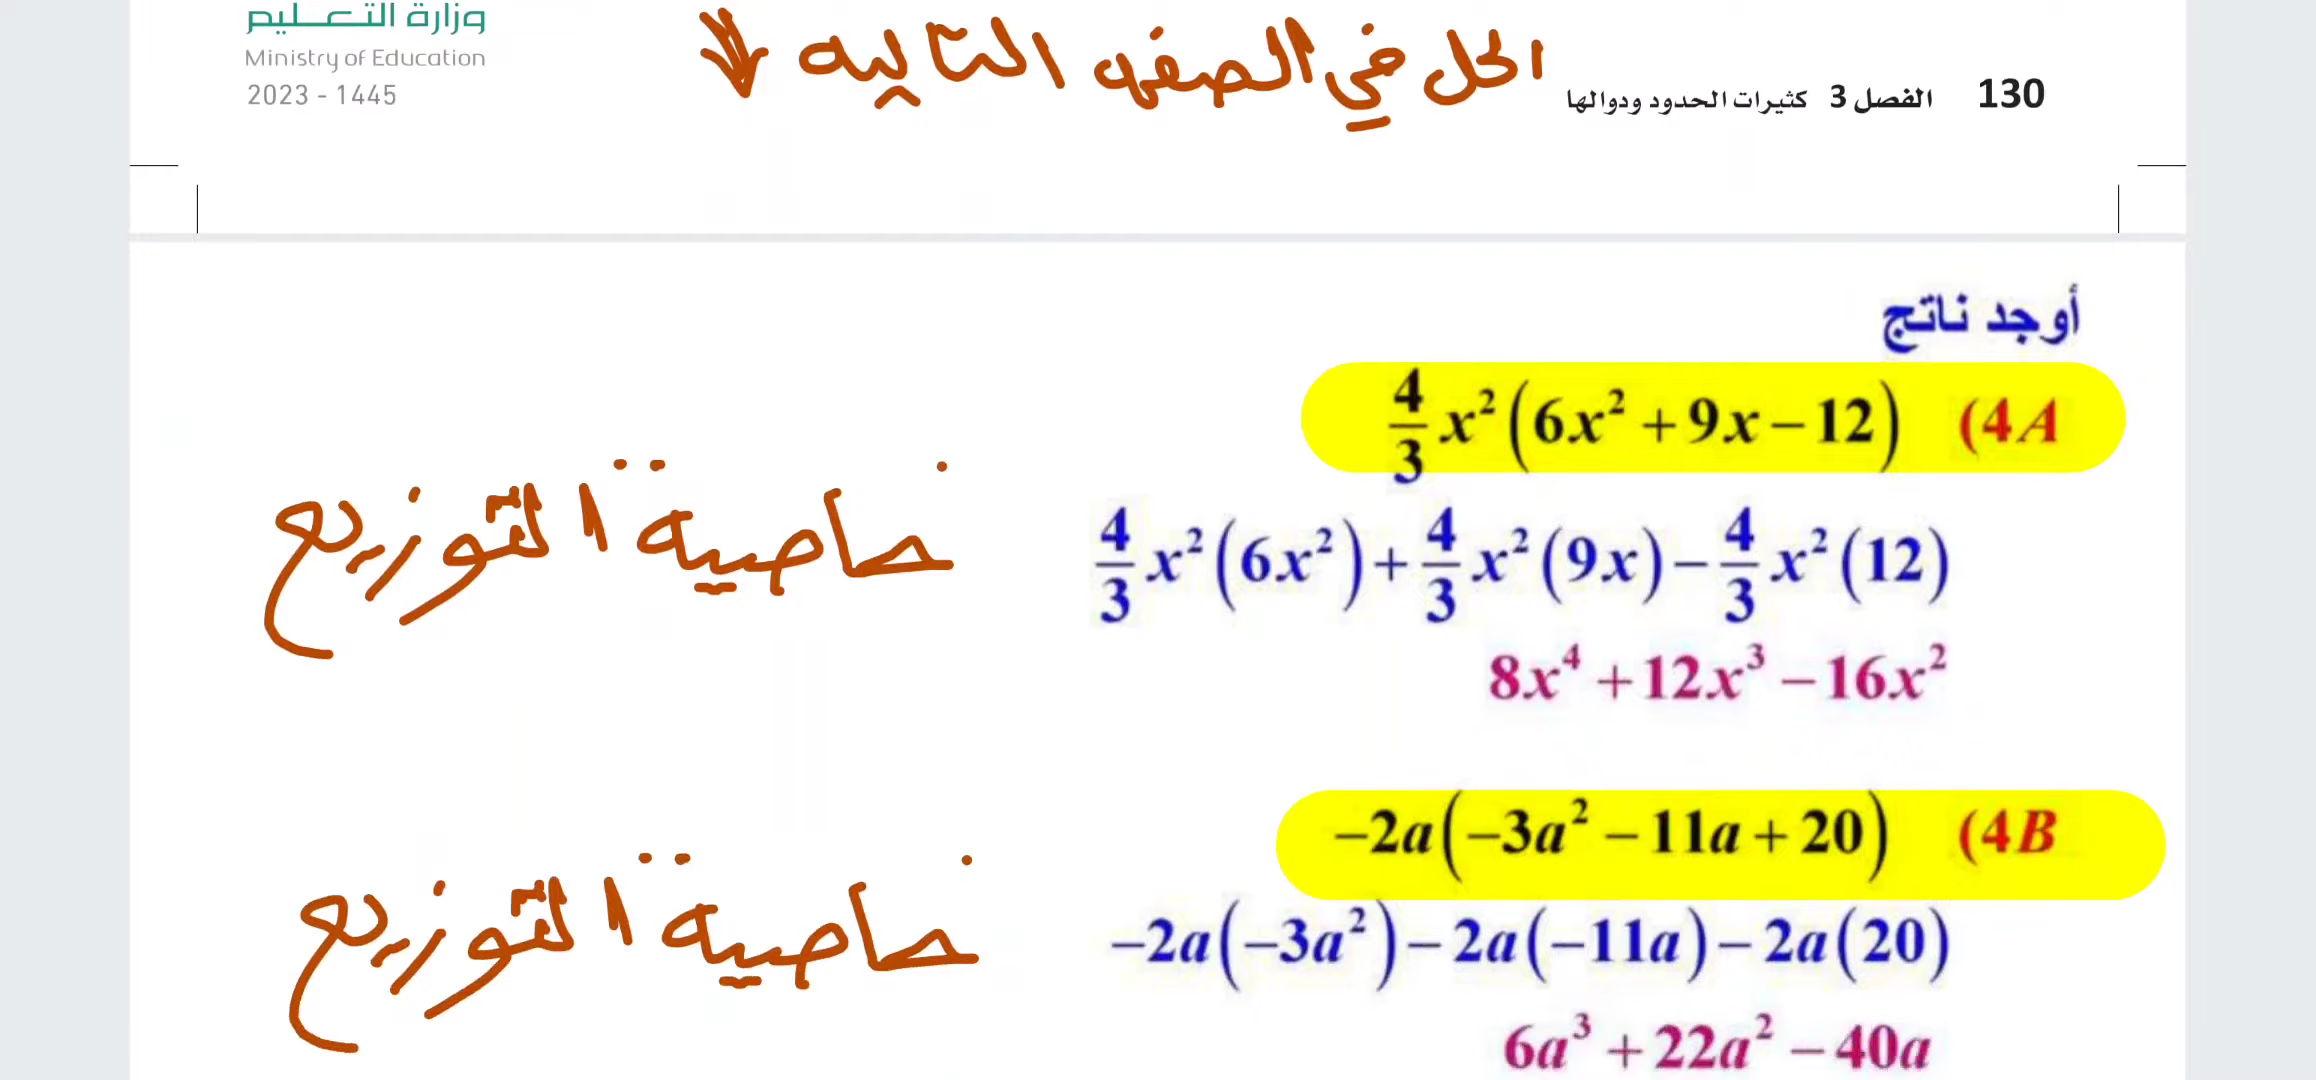 وزارة التعليم
Ministry of Education
2023 - 1445
الحل في الصفحه التاليه
130 الفصل 3 كثيرات الحدود ودوالها
أوجد ناتج
4/3 x² (6x² + 9x – 12) (4A
4/3 x² (6x²) + 4/3 x² (9x) – 4/3 x² (12)
خاصية التوزيع
8x⁴ + 12x³ – 16x²
–2a(–3a² – 11a + 20) (4B
–2a(–3a²) – 2a(–11a) – 2a(20)
خاصية التوزيع
6a³ + 22a² – 40a